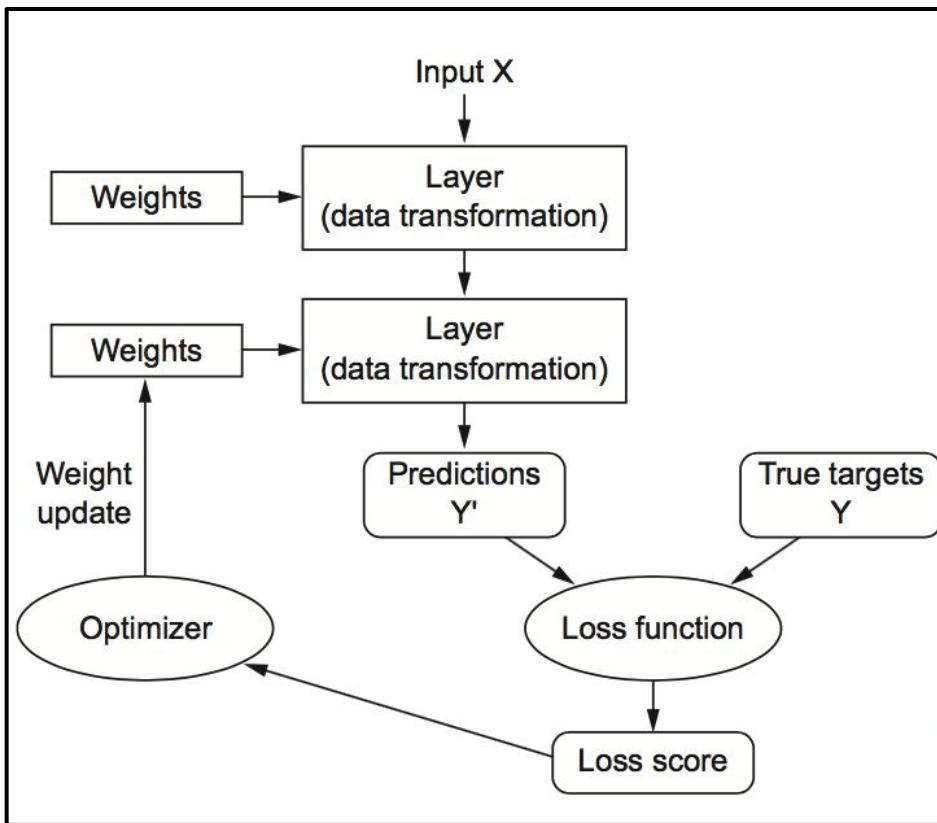 Input X
Weights
Layer
(data transformation)
Weights
Layer
(data transformation)
Weight
update
Predictions
Y'
True targets
Y
Optimizer
Loss function
Loss score